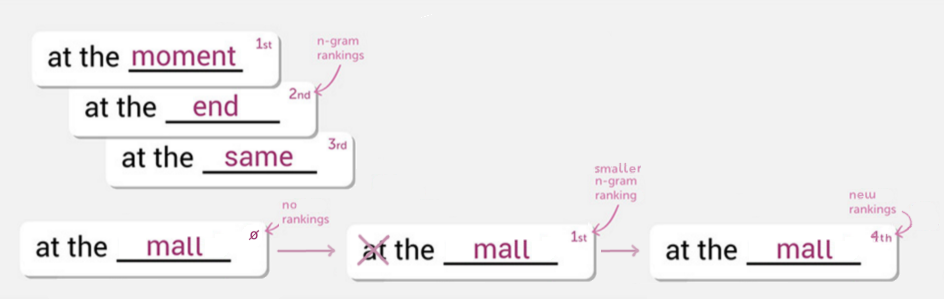 at the moment 1st
n-gram
rankings
at the end 2nd
at the same 3rd
smaller
n-gram
ranking
no
rankings
new
rankings
at the mall ø
at the mall 1st
at the mall 4th